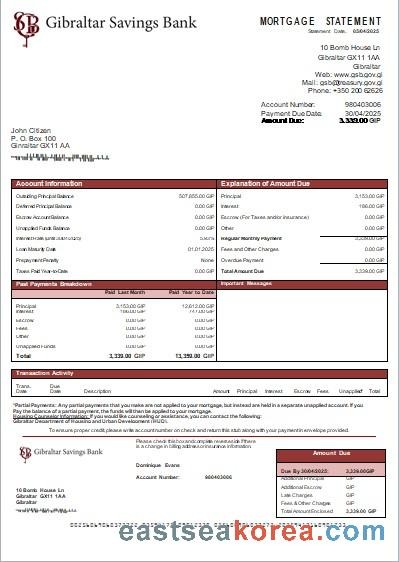 Gibraltar Savings Bank
MORTGAGE STATEMENT
Statement Date. 03/04/2025
10 Bomb House Ln
Gibraltar GX11 1AA
Gibraltar
Web: www.gsb.gov.gi
Mail: gsb@treasury.gov.gi
Phone: +350 200 62626
Account Number: 980403006
Payment Due Date: 30/04/2025
Amount Due: 3,339.00 GIP
John Citizen
P. O. Box 100
Ginraltar GX11 AA
Account Information
Outsding Principal Balance 507,855.00 GIP
Deferred Principal Balance 0.00 GIP
Escrow Account Balance 0.00 GIP
Unapplied Funds Balance 0.00 GIP
Loan Maturity Date 01.01.2025
Prepayment Penalty None
Taxes Paid Year-to-Date 0.00 GIP
Explanation of Amount Due
Principal 3,153.00 GIP
Interest 186.00 GIP
Escrow (For Taxes and/or insurance) 0.00 GIP
Other 0.00 GIP
Regular Monthly Payment 3,339.00 GIP
Fees and Other Charges 0.00 GIP
Overdue Payment 0.00 GIP
Total Amount Due 3,339.00 GIP
Past Payments Breakdown
Paid Last Month Paid Year to Date
Principal 3,153.00 GIP 12,612.00 GIP
Interest 186.00 GIP 747.00 GIP
Escrow 0.00 GIP 0.00 GIP
Fees 0.00 GIP 0.00 GIP
Other 0.00 GIP 0.00 GIP
Unapplied Funds 0.00 GIP 0.00 GIP
Total 3,339.00 GIP 13,359.00 GIP
Important Messages
Transaction Activity
Trans. Date Due Date Description Amount Principal Interest Escrow Fees Unapplied Total
*Partial Payments: Any partial payments that you make are not applied to your mortgage, but instead are held in a separate unapplied account. If you
Pay the balance of a partial payment, the funds will then be applied to your mortgage.
Housing Counselor Information: If you would like counseling or assistance, you can contact the following:
Gibraltar Department of Housing and Urban Development (HUD).
To ensure proper credit, please write account number on check and return this stub along with your payment in envelope provided.
Gibraltar Savings Bank
Please check this box and complete reverse side if there
is a change in billing address or insurance information
Dominique Evans
Account Number: 980403006
10 Bomb House Ln
Gibraltar GX11 1AA
Gibraltar
Amount Due
Due By 30/04/2025: 3,339.00 GIP
Additional Principal GIP
Additional Escrow GIP
Late Charges GIP
Fees & Other Charges GIP
Total Amount Enclosed 3,339.00 GIP
eastseakorea.com